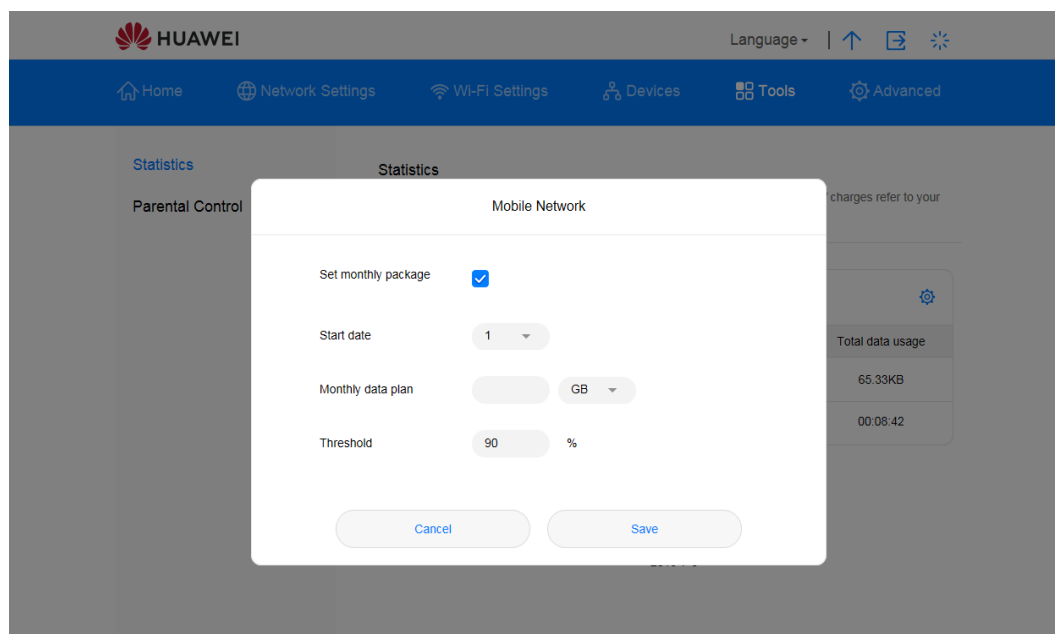 HUAWEI
Language
Home Network Settings Wi-Fi Settings Devices Tools Advanced
Statistics
Statistics
Parental Control
charges refer to your
Mobile Network
Set monthly package
Start date 1
Monthly data plan GB
Threshold 90 %
Cancel Save
Total data usage
65.33KB
00:08:42